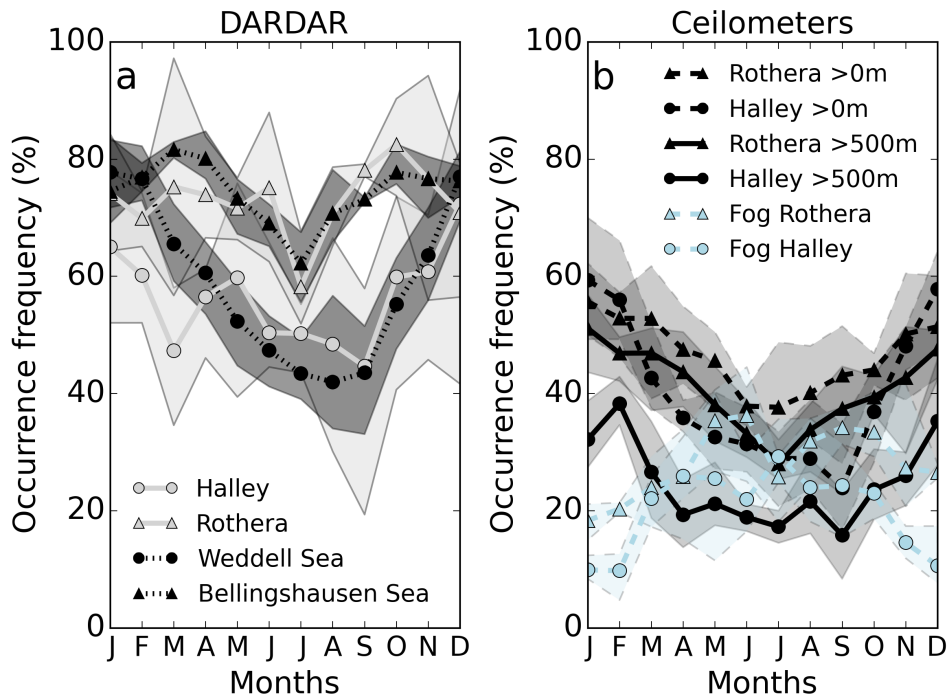 DARDAR
Ceilometers
100
80
60
40
20
0
Occurrence frequency (%)
a
Halley
Rothera
Weddell Sea
Bellingshausen Sea
J F M A M J J A S O N D
Months
100
80
60
40
20
0
Occurrence frequency (%)
b
Rothera >0m
Halley >0m
Rothera >500m
Halley >500m
Fog Rothera
Fog Halley
J F M A M J J A S O N D
Months